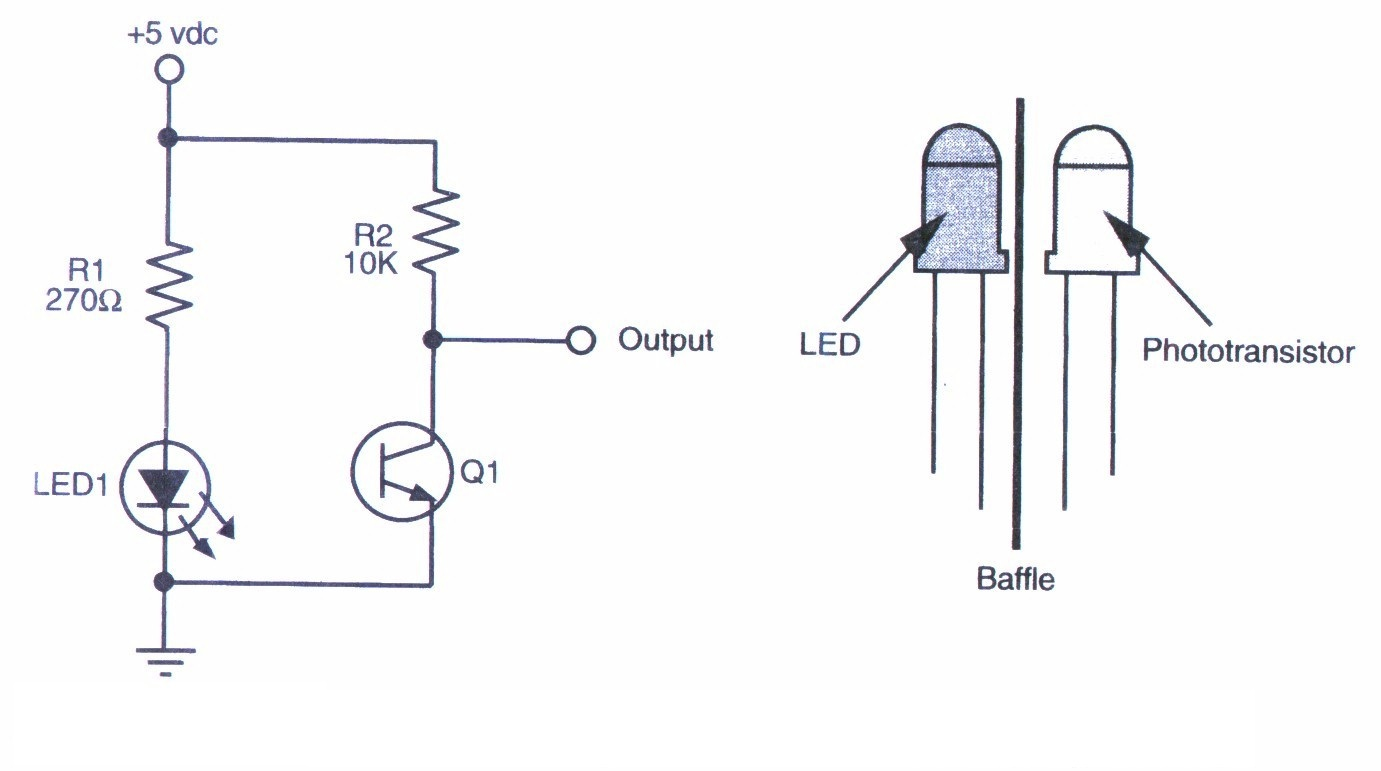 +5 vdc
R1
270Ω
R2
10K
Output
LED1
Q1
LED
Phototransistor
Baffle